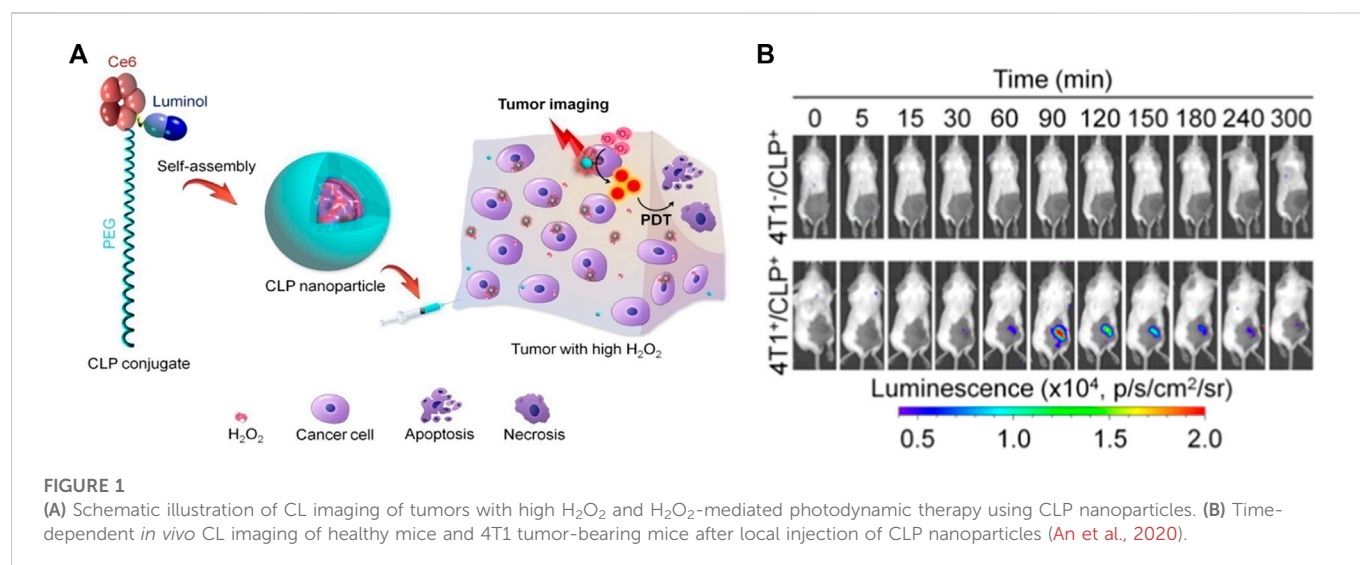 A
Ce6
Luminol
PEG
CLP conjugate
Self-assembly
CLP nanoparticle
Tumor imaging
PDT
Tumor with high H₂O₂
H₂O₂
Cancer cell
Apoptosis
Necrosis
B
Time (min)
0 5 15 30 60 90 120 150 180 240 300
4T1⁻/CLP⁺
4T1⁺/CLP⁺
Luminescence (x10⁴, p/s/cm²/sr)
0.5 1.0 1.5 2.0
FIGURE 1
(A) Schematic illustration of CL imaging of tumors with high H₂O₂ and H₂O₂-mediated photodynamic therapy using CLP nanoparticles. (B) Time-
dependent in vivo CL imaging of healthy mice and 4T1 tumor-bearing mice after local injection of CLP nanoparticles (An et al., 2020).